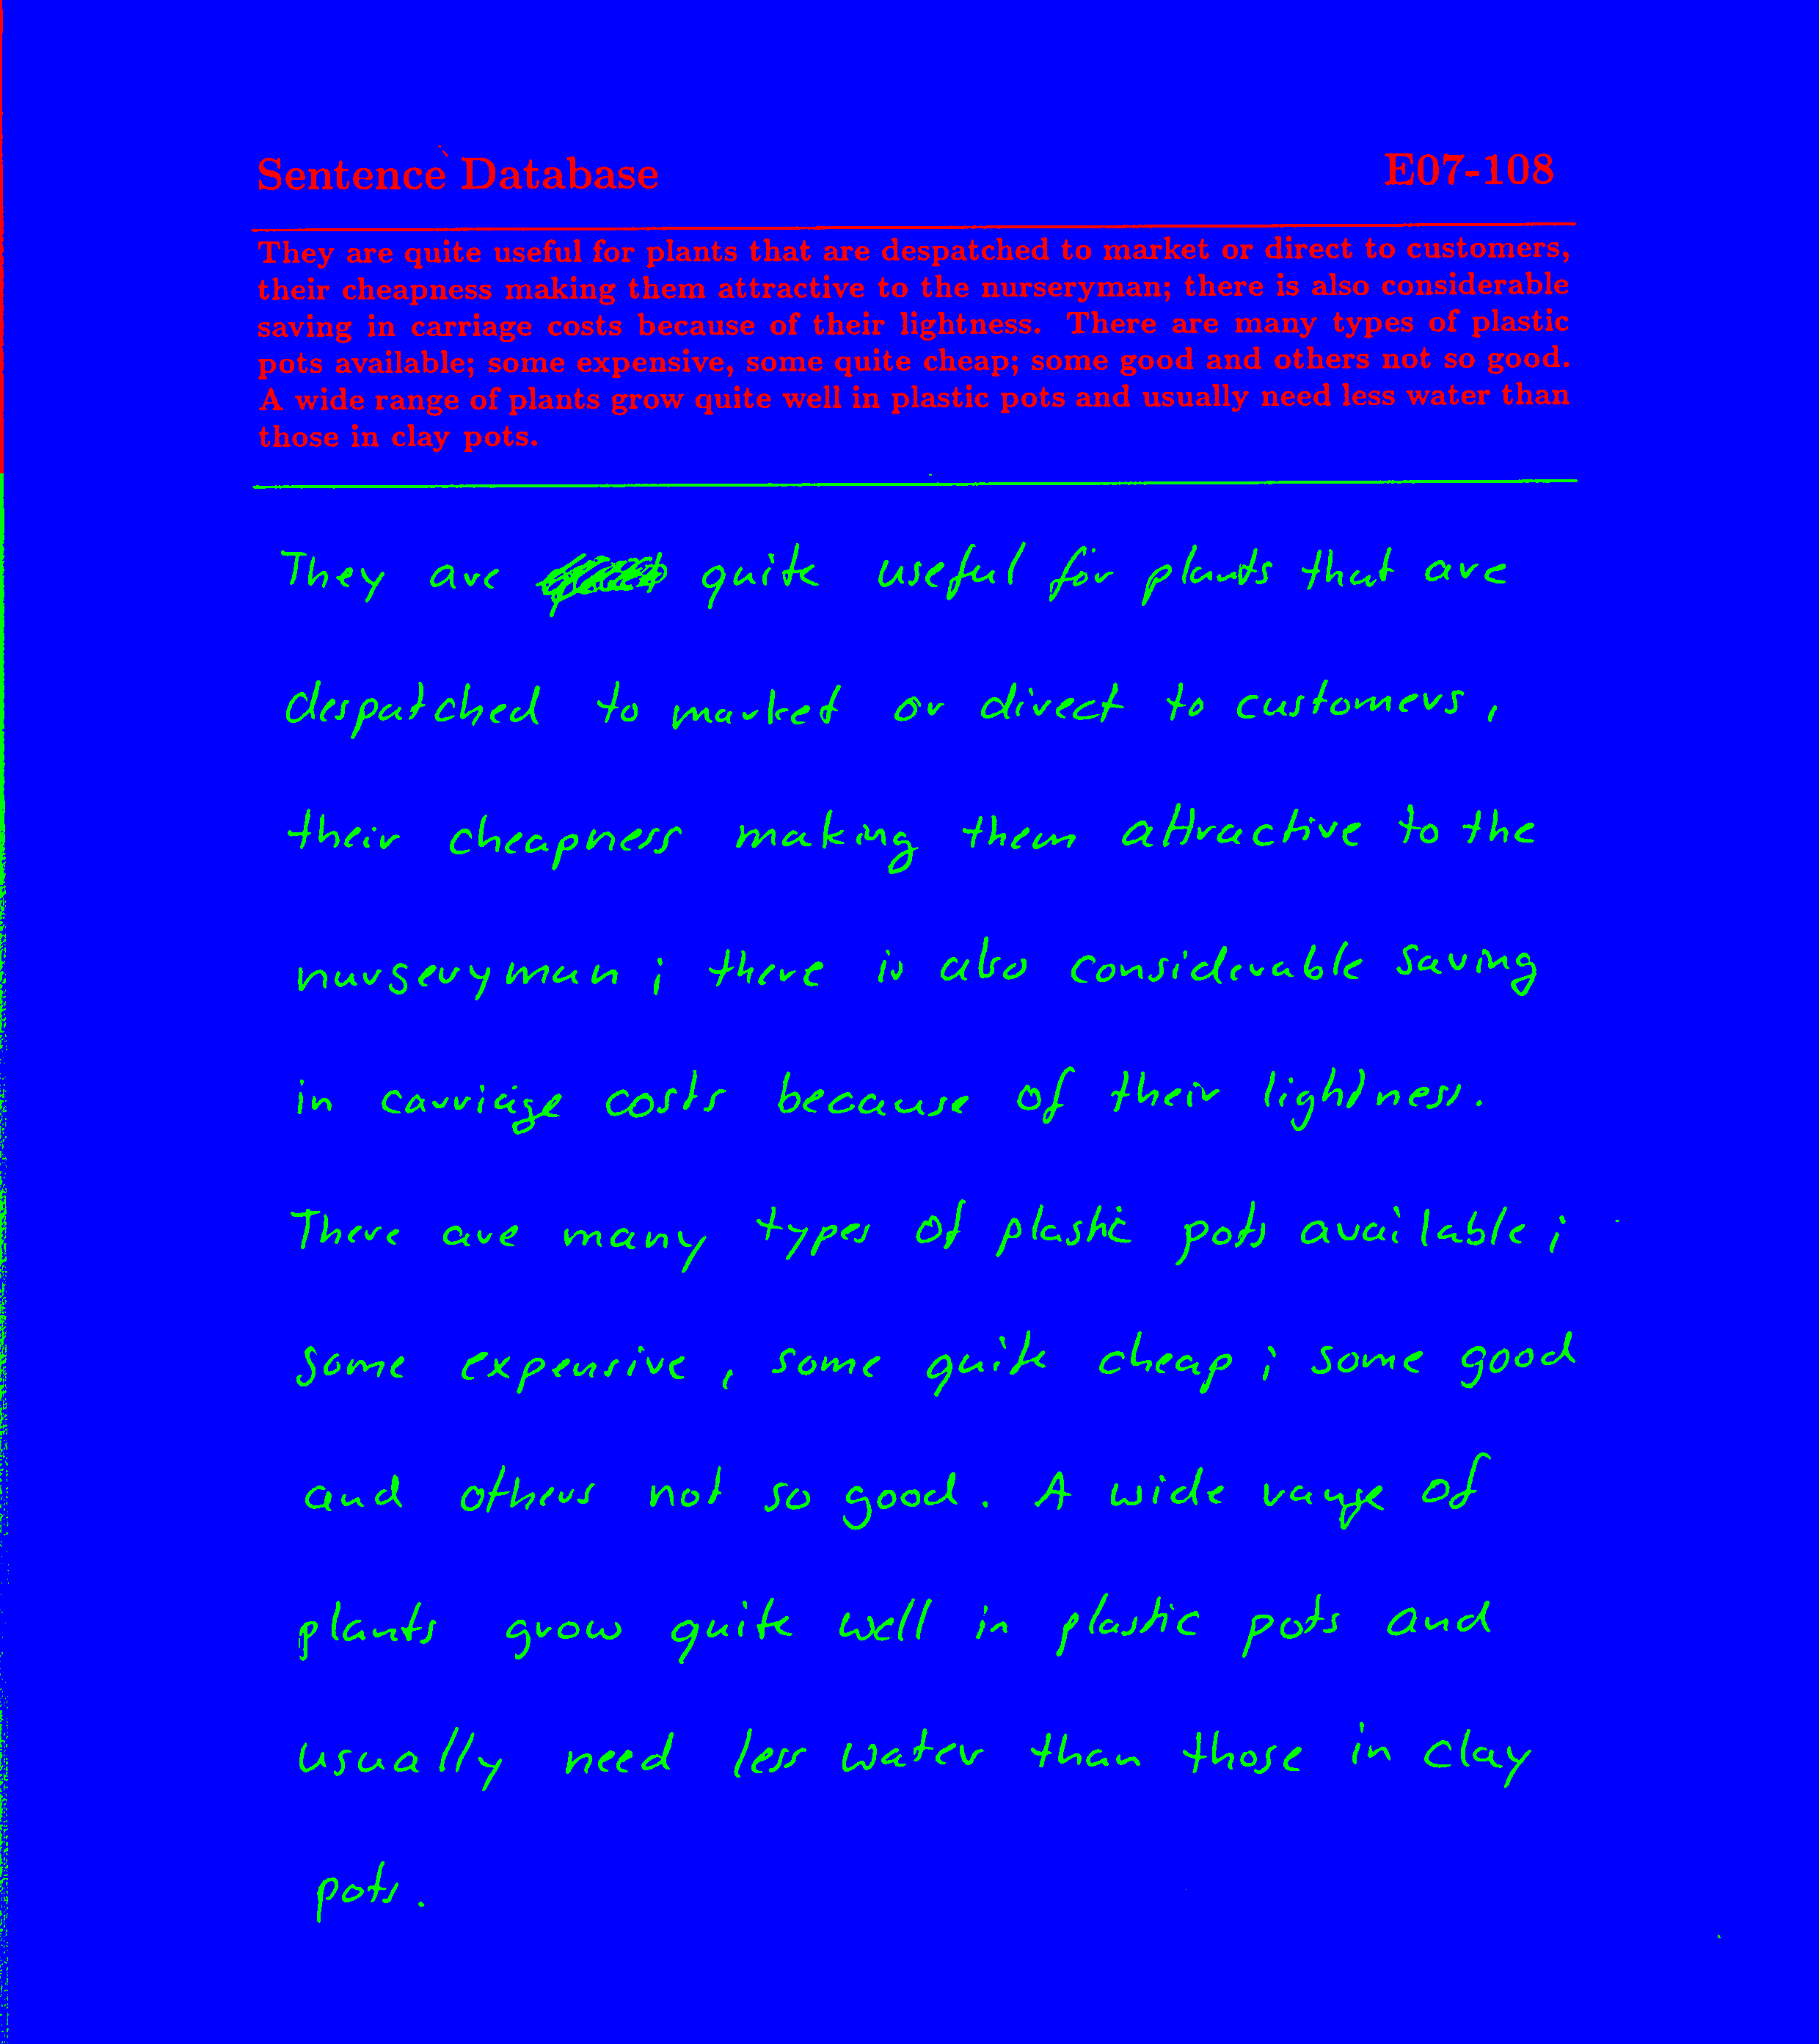 Sentence Database E07-108
They are quite useful for plants that are despatched to market or direct to customers,
their cheapness making them attractive to the nurseryman; there is also considerable
saving in carriage costs because of their lightness. There are many types of plastic
pots available; some expensive, some quite cheap; some good and others not so good.
A wide range of plants grow quite well in plastic pots and usually need less water than
those in clay pots.
They are quite useful for plants that are
despatched to market or direct to customers,
their cheapness making them attractive to the
nurseryman; there is also considerable saving
in carriage costs because of their lightness.
There are many types of plastic pots available;
some expensive, some quite cheap; some good
and others not so good. A wide range of
plants grow quite well in plastic pots and
usually need less water than those in clay
pots.